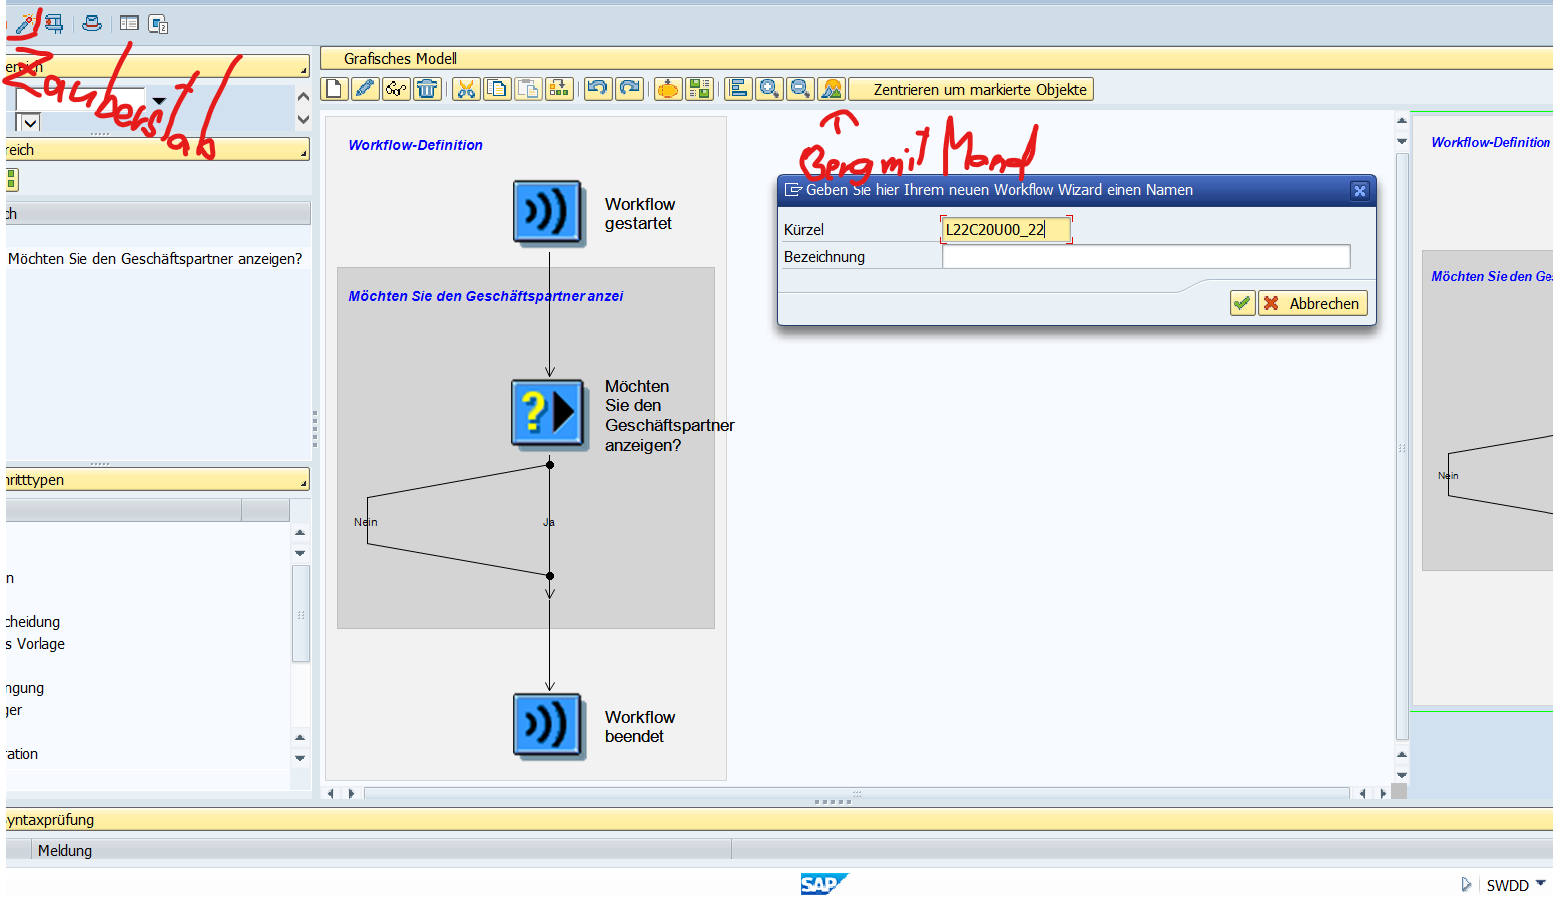 Zauberstab
ereich
reich
ch
Möchten Sie den Geschäftspartner anzeigen?
hritttypen
n
cheidung
s Vorlage
ngung
ger
ration
Grafisches Modell
Zentrieren um markierte Objekte
Berg mit Mond
Workflow-Definition
Workflow
gestartet
Möchten Sie den Geschäftspartner anzei
Möchten
Sie den
Geschäftspartner
anzeigen?
Nein
Ja
Workflow
beendet
Geben Sie hier Ihrem neuen Workflow Wizard einen Namen
Kürzel
L22C20U00_22
Bezeichnung
Abbrechen
Workflow-Definition
Möchten Sie den Ges
Nein
yntaxprüfung
Meldung
SAP
SWDD